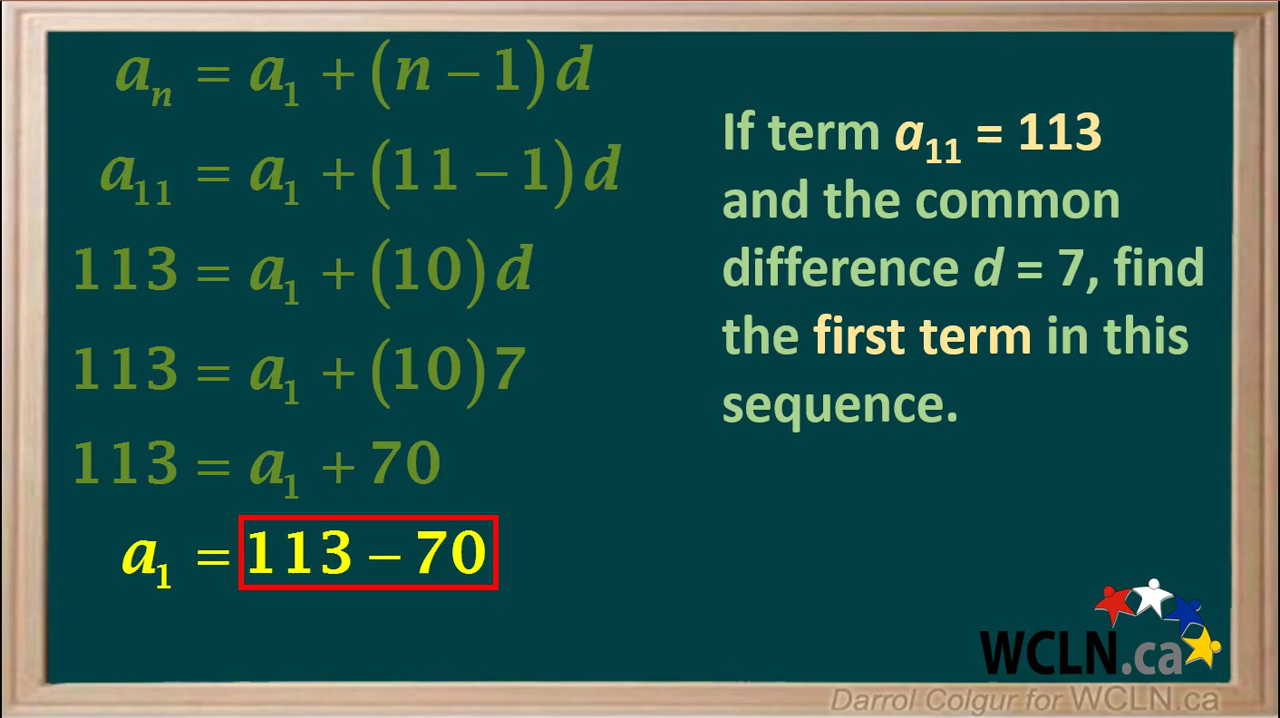 aₙ = a₁ + (n − 1)d
a₁₁ = a₁ + (11 − 1)d
113 = a₁ + (10)d
113 = a₁ + (10)7
113 = a₁ + 70
a₁ = 113 − 70
If term a₁₁ = 113
and the common
difference d = 7, find
the first term in this
sequence.
WCLN.ca
Darrol Colgur for WCLN.ca